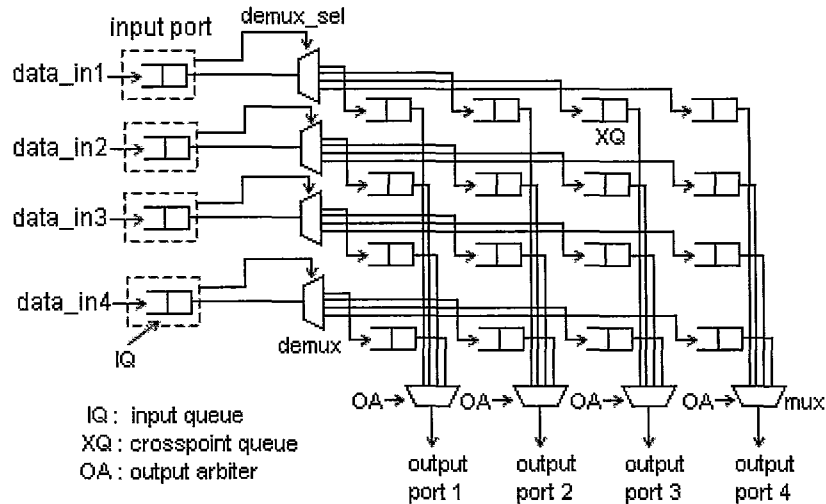 demux_sel
input port
data_in1
XQ
data_in2
data_in3
data_in4
demux
IQ
OA OA OA OA mux
IQ : input queue
XQ : crosspoint queue
OA : output arbiter
output port 1
output port 2
output port 3
output port 4